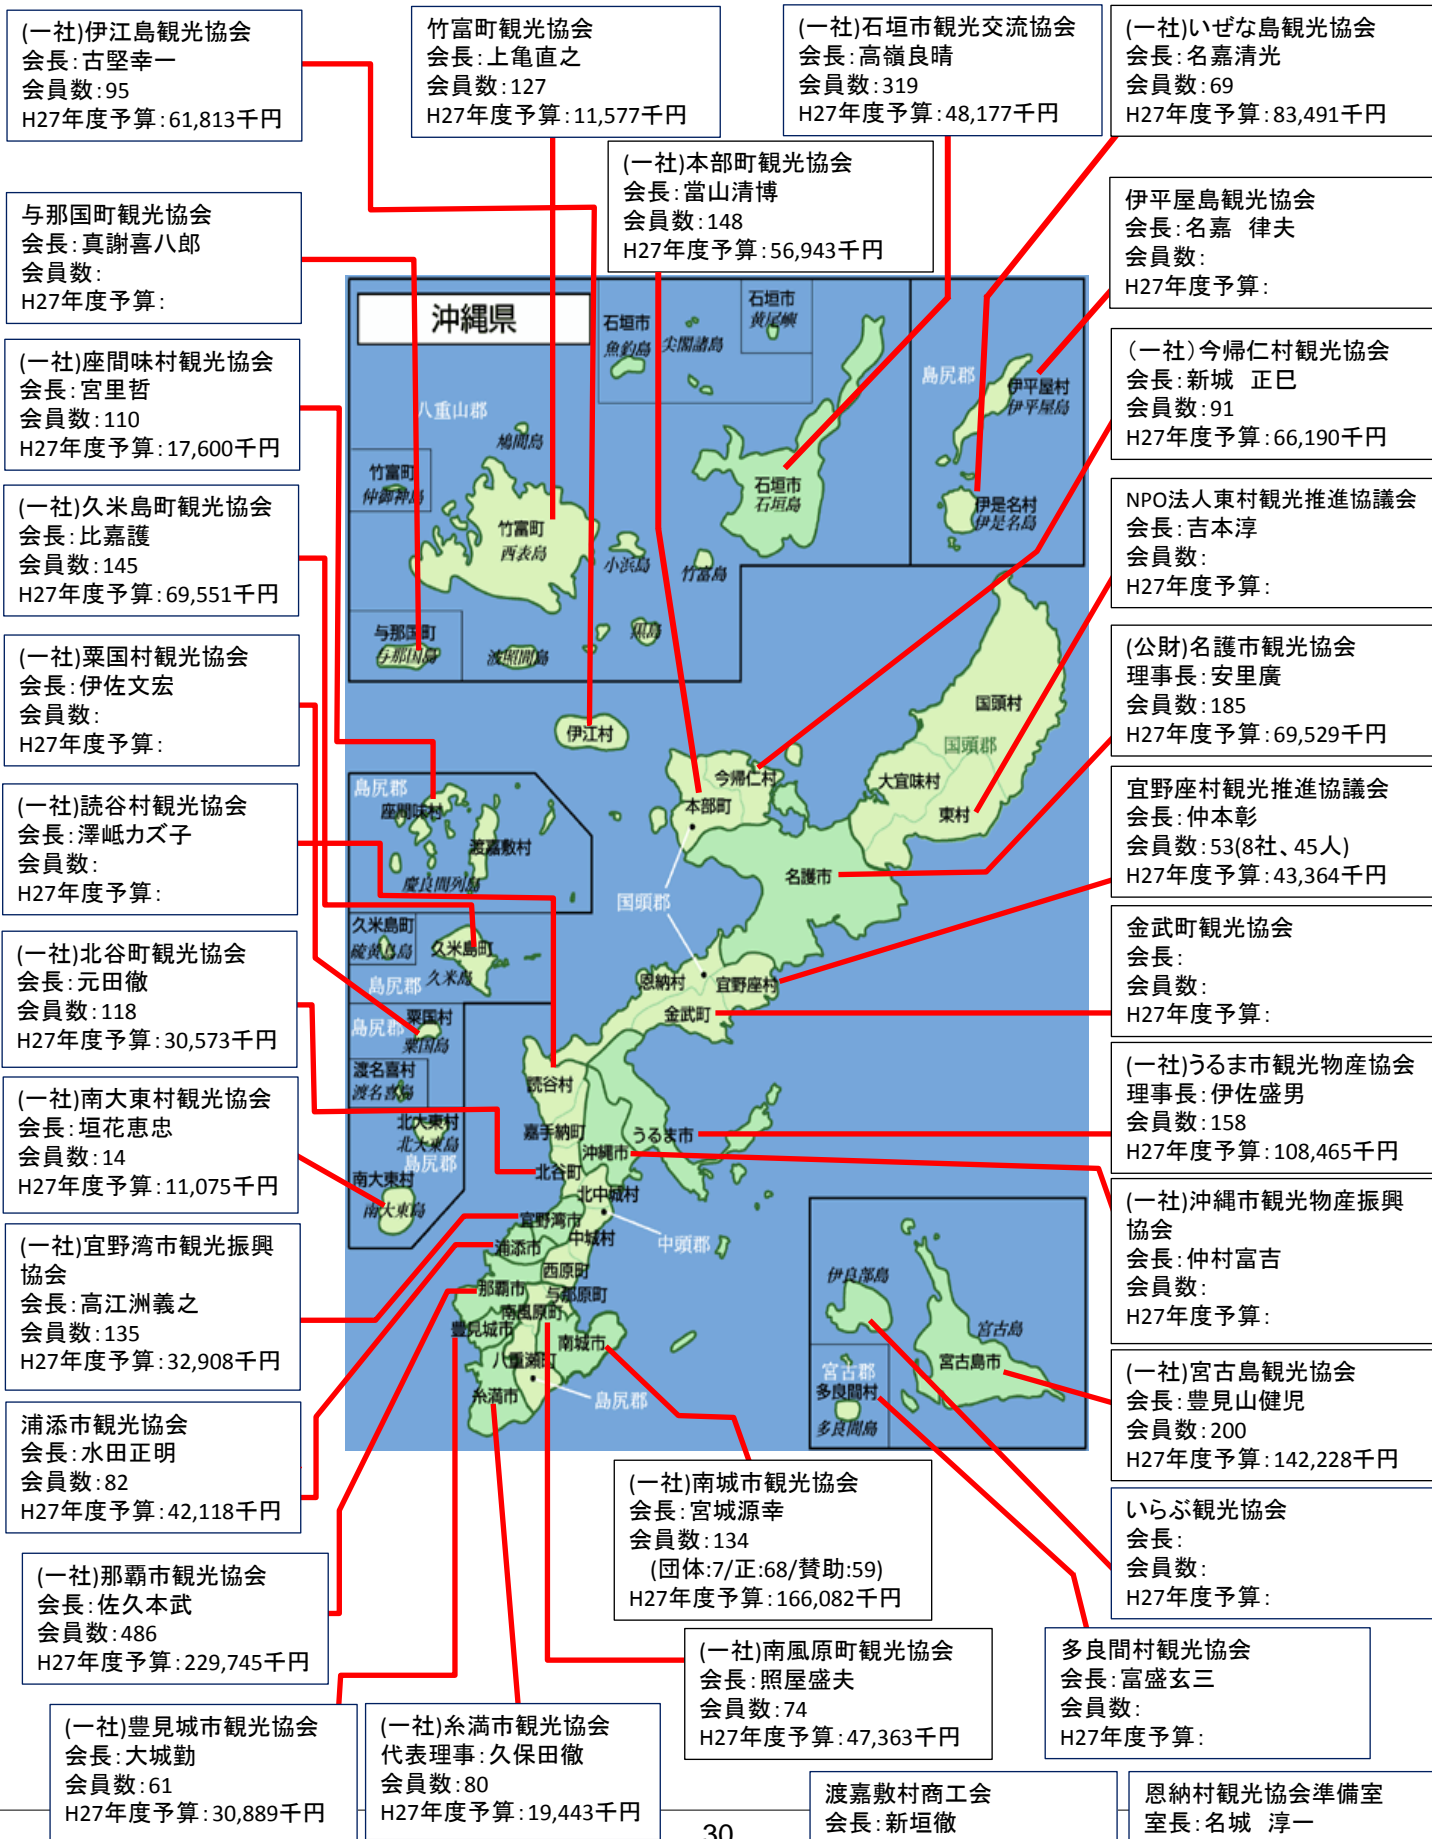 (一社)伊江島観光協会
会長：古堅幸一
会員数：95
H27年度予算：61,813千円
竹富町観光協会
会長：上亀直之
会員数：127
H27年度予算：11,577千円
(一社)石垣市観光交流協会
会長：高嶺良晴
会員数：319
H27年度予算：48,177千円
(一社)いぜな島観光協会
会長：名嘉清光
会員数：69
H27年度予算：83,491千円
(一社)本部町観光協会
会長：當山清博
会員数：148
H27年度予算：56,943千円
与那国町観光協会
会長：真謝喜八郎
会員数：
H27年度予算：
伊平屋島観光協会
会長：名嘉 律夫
会員数：
H27年度予算：
(一社)座間味村観光協会
会長：宮里哲
会員数：110
H27年度予算：17,600千円
（一社）今帰仁村観光協会
会長：新城 正巳
会員数：91
H27年度予算：66,190千円
(一社)久米島町観光協会
会長：比嘉護
会員数：145
H27年度予算：69,551千円
NPO法人東村観光推進協議会
会長：吉本淳
会員数：
H27年度予算：
(一社)粟国村観光協会
会長：伊佐文宏
会員数：
H27年度予算：
(公財)名護市観光協会
理事長：安里廣
会員数：185
H27年度予算：69,529千円
(一社)読谷村観光協会
会長：澤岻カズ子
会員数：
H27年度予算：
宜野座村観光推進協議会
会長：仲本彰
会員数：53(8社、45人)
H27年度予算：43,364千円
(一社)北谷町観光協会
会長：元田徹
会員数：118
H27年度予算：30,573千円
金武町観光協会
会長：
会員数：
H27年度予算：
(一社)南大東村観光協会
会長：垣花恵忠
会員数：14
H27年度予算：11,075千円
(一社)うるま市観光物産協会
理事長：伊佐盛男
会員数：158
H27年度予算：108,465千円
(一社)宜野湾市観光振興
協会
会長：高江洲義之
会員数：135
H27年度予算：32,908千円
(一社)沖縄市観光物産振興
協会
会長：仲村富吉
会員数：
H27年度予算：
浦添市観光協会
会長：水田正明
会員数：82
H27年度予算：42,118千円
(一社)宮古島観光協会
会長：豊見山健児
会員数：200
H27年度予算：142,228千円
(一社)南城市観光協会
会長：宮城源幸
会員数：134
(団体:7/正:68/賛助:59)
H27年度予算：166,082千円
いらぶ観光協会
会長：
会員数：
H27年度予算：
(一社)那覇市観光協会
会長：佐久本武
会員数：486
H27年度予算：229,745千円
(一社)南風原町観光協会
会長：照屋盛夫
会員数：74
H27年度予算：47,363千円
多良間村観光協会
会長：富盛玄三
会員数：
H27年度予算：
(一社)豊見城市観光協会
会長：大城勤
会員数：61
H27年度予算：30,889千円
(一社)糸満市観光協会
代表理事：久保田徹
会員数：80
H27年度予算：19,443千円
渡嘉敷村商工会
会長：新垣徹
恩納村観光協会準備室
室長：名城 淳一
30
沖縄県
石垣市
魚釣島
尖閣諸島
石垣市
黄尾嶼
島尻郡
伊平屋村
伊平屋島
伊是名村
伊是名島
八重山郡
鳩間島
竹富町
仲御神島
竹富町
西表島
小浜島
竹富島
石垣市
石垣島
与那国町
与那国島
波照間島
黒島
伊江村
国頭村
国頭郡
大宜味村
東村
今帰仁村
本部町
名護市
国頭郡
島尻郡
座間味村
渡嘉敷村
慶良間列島
久米島町
硫黄鳥島
久米島町
久米島
島尻郡
恩納村
宜野座村
金武町
島尻郡
粟国村
粟国島
渡名喜村
渡名喜島
北大東村
北大東島
島尻郡
南大東村
南大東島
読谷村
嘉手納町
うるま市
沖縄市
北谷町
北中城村
宜野湾市
中城村
中頭郡
浦添市
西原町
那覇市
与那原町
南風原町
豊見城市
南城市
八重瀬町
糸満市
島尻郡
伊良部島
宮古島
宮古島市
宮古郡
多良間村
多良間島